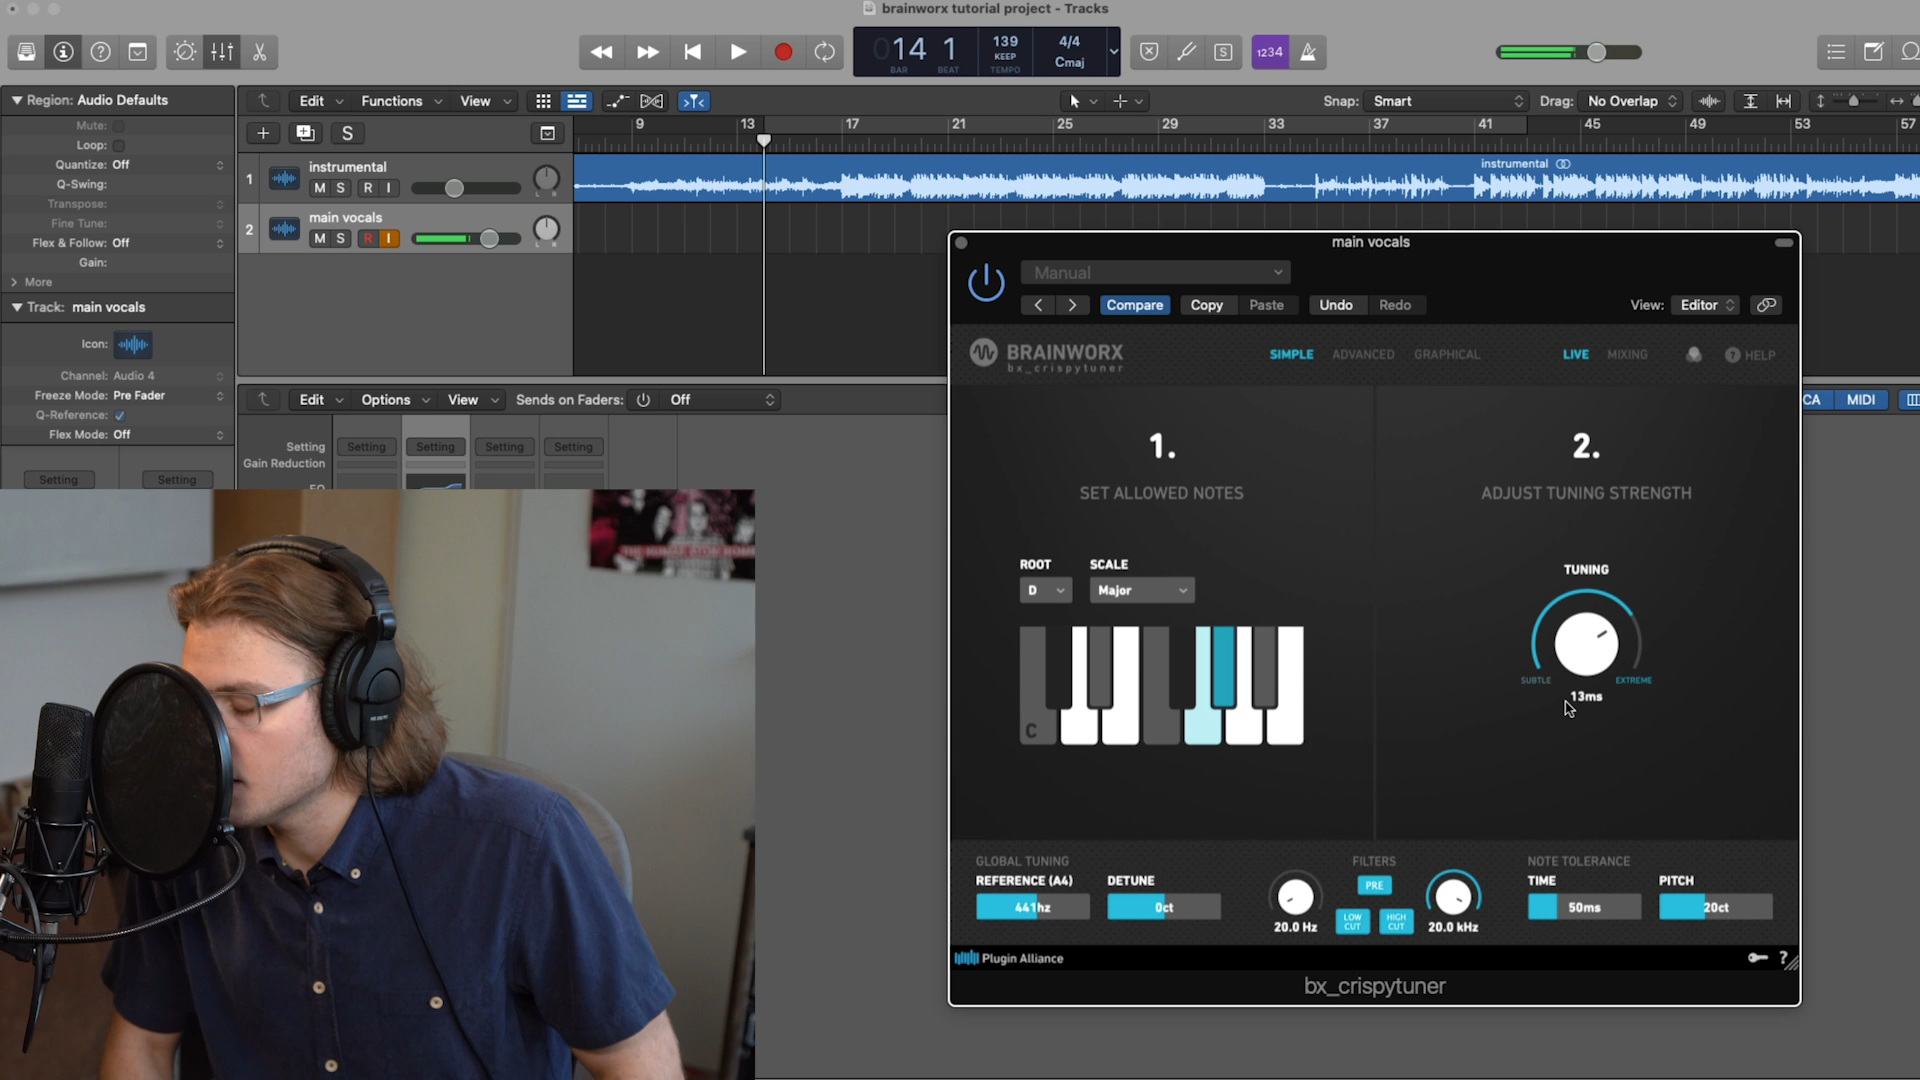 brainworx tutorial project - Tracks
14 1
BAR BEAT
139
KEEP
TEMPO
4/4
Cmaj
S
1234
Region: Audio Defaults
Mute:
Loop:
Quantize: Off
Q-Swing:
Transpose:
Fine Tune:
Flex & Follow: Off
Gain:
More
Track: main vocals
Icon:
Channel: Audio 4
Freeze Mode: Pre Fader
Q-Reference:
Flex Mode: Off
Setting Setting
Edit Functions View
Snap: Smart
Drag: No Overlap
S
9 13 17 21 25 29 33 37 41 45 49 53 57
1 instrumental
M S R I
L R
2 main vocals
M S R I
L R
instrumental
Edit Options View Sends on Faders: Off
CA MIDI
Setting Setting Setting Setting Setting
Gain Reduction
EQ
main vocals
Manual
Compare Copy Paste Undo Redo
View: Editor
BRAINWORX
bx_crispytuner
SIMPLE ADVANCED GRAPHICAL
LIVE MIXING
? HELP
1.
SET ALLOWED NOTES
2.
ADJUST TUNING STRENGTH
ROOT SCALE
D Major
C
TUNING
SUBTLE EXTREME
13ms
GLOBAL TUNING
REFERENCE (A4) DETUNE
441hz 0ct
FILTERS
PRE
LOW CUT
HIGH CUT
20.0 Hz 20.0 kHz
NOTE TOLERANCE
TIME PITCH
50ms 20ct
Plugin Alliance
?
bx_crispytuner